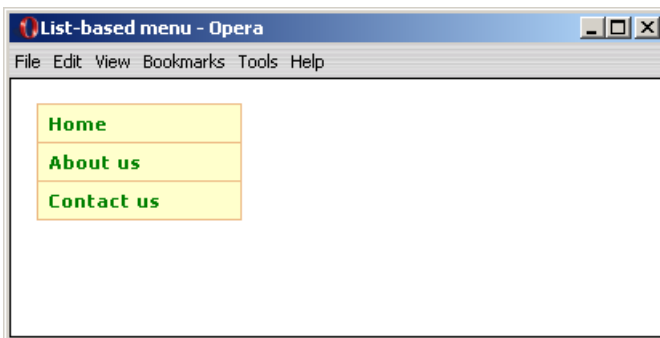 List-based menu - Opera
File Edit View Bookmarks Tools Help
Home
About us
Contact us